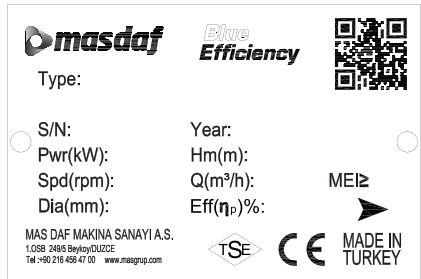 masdaf
Blue
Efficiency
Type:
S/N: Year:
Pwr(kW): Hm(m):
Spd(rpm): Q(m³/h): MEI≥
Dia(mm): Eff(ηp)%:
MAS DAF MAKINA SANAYİ A.S.
1.OSB 249/5 Beykoy/DUZCE
Tel :+90 216 456 47 00 www.masgrup.com
TSE
CE
MADE IN
TURKEY